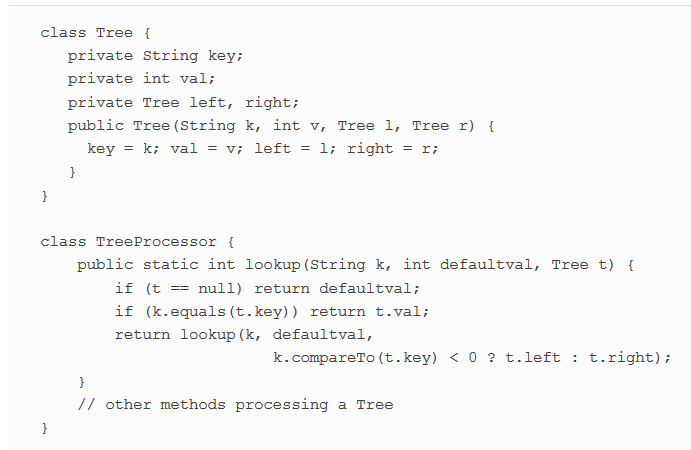 class Tree {
private String key;
private int val;
private Tree left, right;
public Tree(String k, int v, Tree l, Tree r) {
key = k; val = v; left = l; right = r;
}
}
class TreeProcessor {
public static int lookup(String k, int defaultval, Tree t) {
if (t == null) return defaultval;
if (k.equals(t.key)) return t.val;
return lookup(k, defaultval,
k.compareTo(t.key) < 0 ? t.left : t.right);
}
// other methods processing a Tree
}